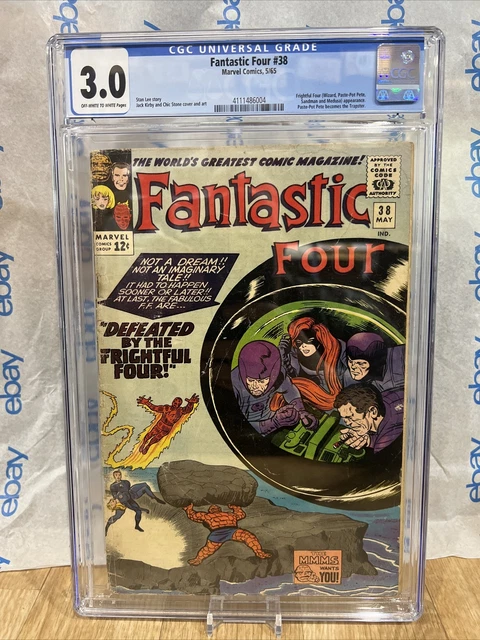 CGC UNIVERSAL GRADE
3.0
OFF-WHITE TO WHITE Pages
Fantastic Four #38
Marvel Comics, 5/65
Stan Lee story
Jack Kirby and Chic Stone cover and art
4111486004
Frightful Four (Wizard, Paste-Pot Pete,
Sandman and Medusa) appearance.
Paste-Pot Pete becomes the Trapster.
THE WORLD'S GREATEST COMIC MAGAZINE!
APPROVED
BY THE
COMICS
CODE
CA
AUTHORITY
Fantastic
Four
38
MAY
IND.
MARVEL
COMICS
GROUP
12¢
NOT A DREAM!!
NOT AN IMAGINARY
TALE!!
IT HAD TO HAPPEN
SOONER OR LATER!!
AT LAST, THE FABULOUS
F.F. ARE...
"DEFEATED
BY THE
FRIGHTFUL
FOUR!"
THE
M.M.M.S.
WANTS
YOU!
ebay
ebay
ebay
ebay
ebay
ebay
ebay
ebay